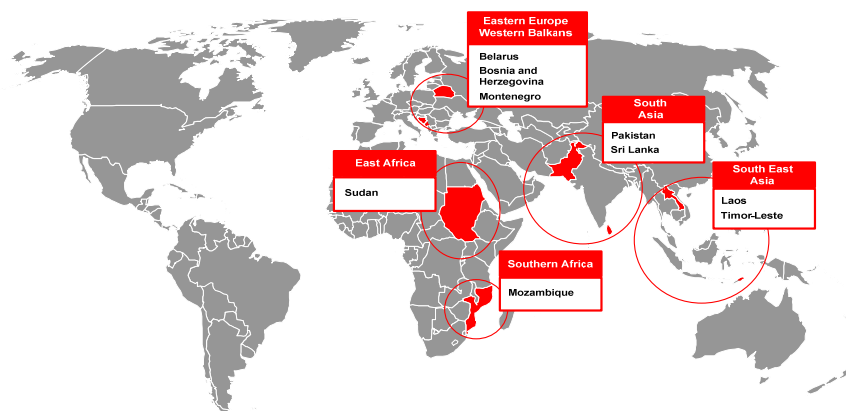 Eastern Europe
Western Balkans
Belarus
Bosnia and
Herzegovina
Montenegro
South
Asia
Pakistan
Sri Lanka
East Africa
Sudan
South East
Asia
Laos
Timor-Leste
Southern Africa
Mozambique